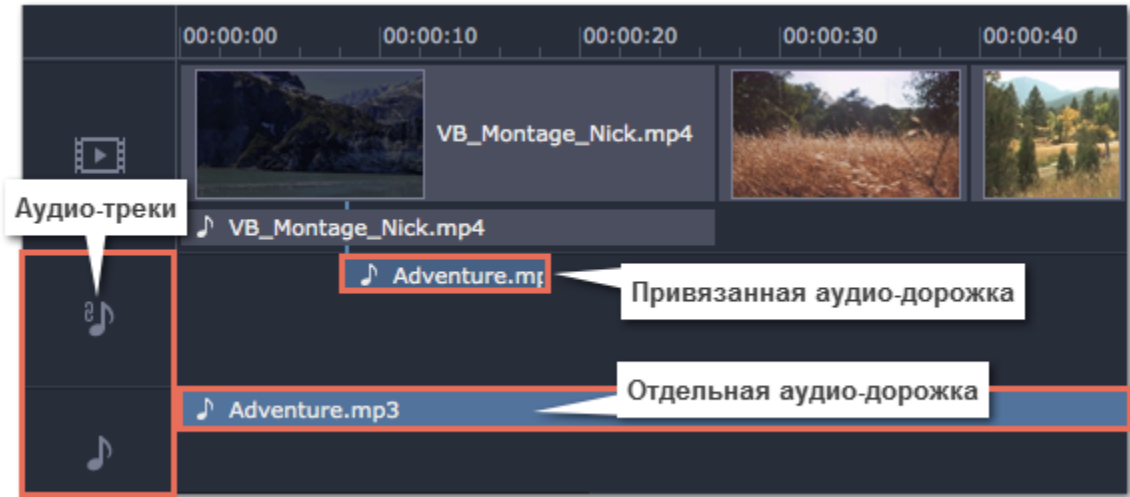 00:00:00 00:00:10 00:00:20 00:00:30 00:00:40
VB_Montage_Nick.mp4
Аудио-треки
VB_Montage_Nick.mp4
Adventure.mp
Привязанная аудио-дорожка
Отдельная аудио-дорожка
Adventure.mp3